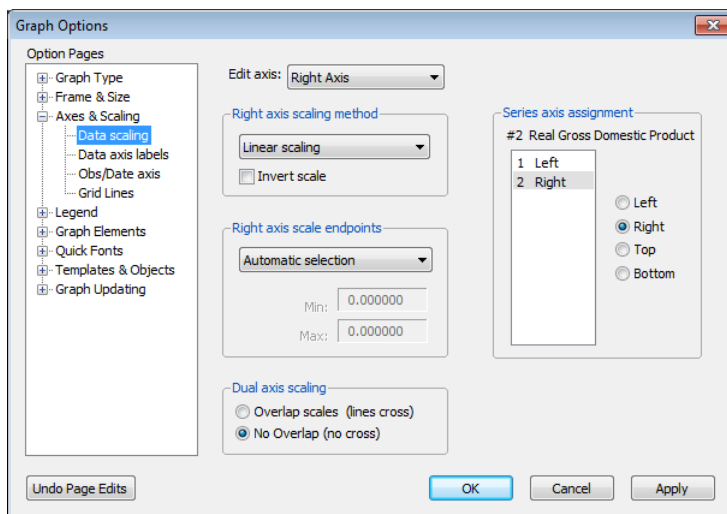 Graph Options
Option Pages
Graph Type
Frame & Size
Axes & Scaling
Data scaling
Data axis labels
Obs/Date axis
Grid Lines
Legend
Graph Elements
Quick Fonts
Templates & Objects
Graph Updating
Edit axis: Right Axis
Right axis scaling method
Linear scaling
Invert scale
Right axis scale endpoints
Automatic selection
Min: 0.000000
Max: 0.000000
Dual axis scaling
Overlap scales (lines cross)
No Overlap (no cross)
Series axis assignment
#2 Real Gross Domestic Product
1 Left
2 Right
Left
Right
Top
Bottom
Undo Page Edits
OK
Cancel
Apply